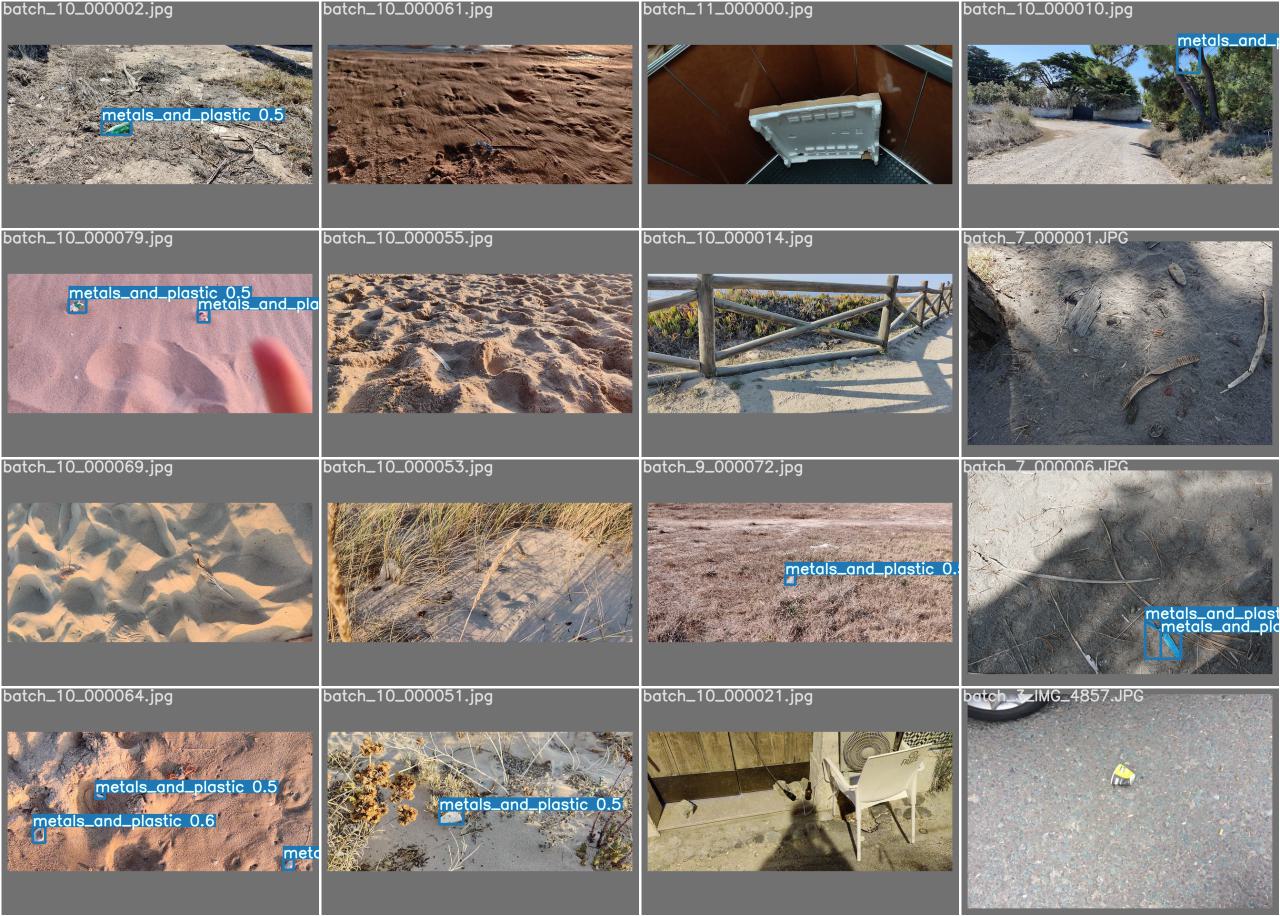 batch_10_000002.jpg
batch_10_000061.jpg
batch_11_000000.jpg
batch_10_000010.jpg
metals_and_p
metals_and_plastic 0.5
batch_10_000079.jpg
batch_10_000055.jpg
batch_10_000014.jpg
batch_7_000001.JPG
metals_and_plastic 0.5
metals_and_pla
batch_10_000069.jpg
batch_10_000053.jpg
batch_9_000072.jpg
batch_7_000006.JPG
metals_and_plastic 0.5
metals_and_plast
metals_and_pla
batch_10_000064.jpg
batch_10_000051.jpg
batch_10_000021.jpg
batch_3_IMG_4857.JPG
metals_and_plastic 0.5
metals_and_plastic 0.5
metals_and_plastic 0.6
meta